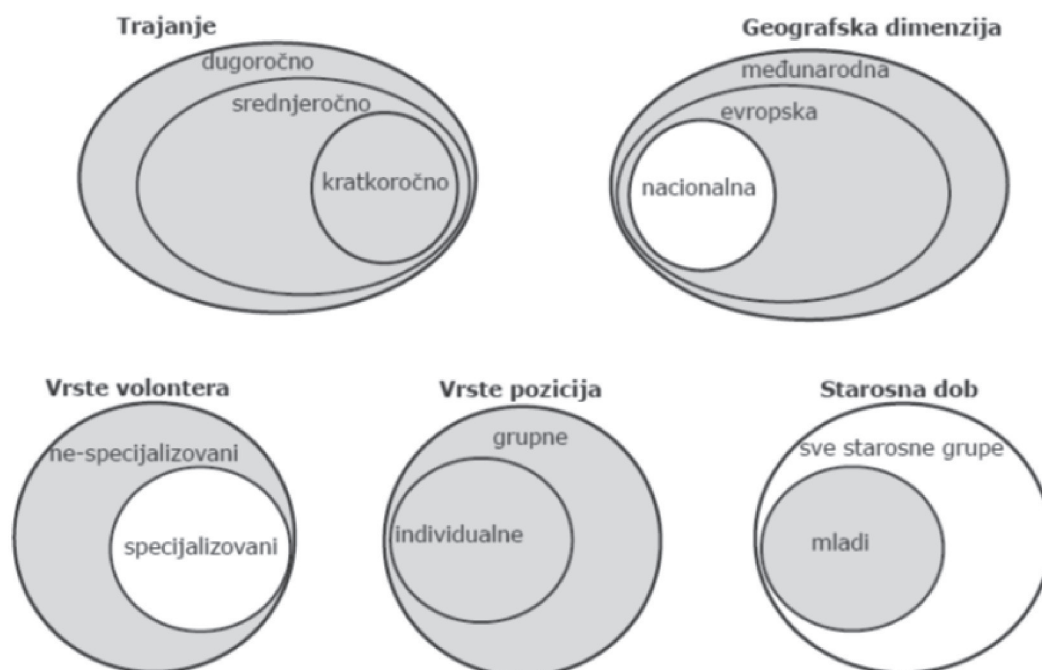 Trajanje
dugoročno
srednjeročno
kratkoročno
Geografska dimenzija
međunarodna
evropska
nacionalna
Vrste volontera
ne-specijalizovani
specijalizovani
Vrste pozicija
grupne
individualne
Starosna dob
sve starosne grupe
mladi